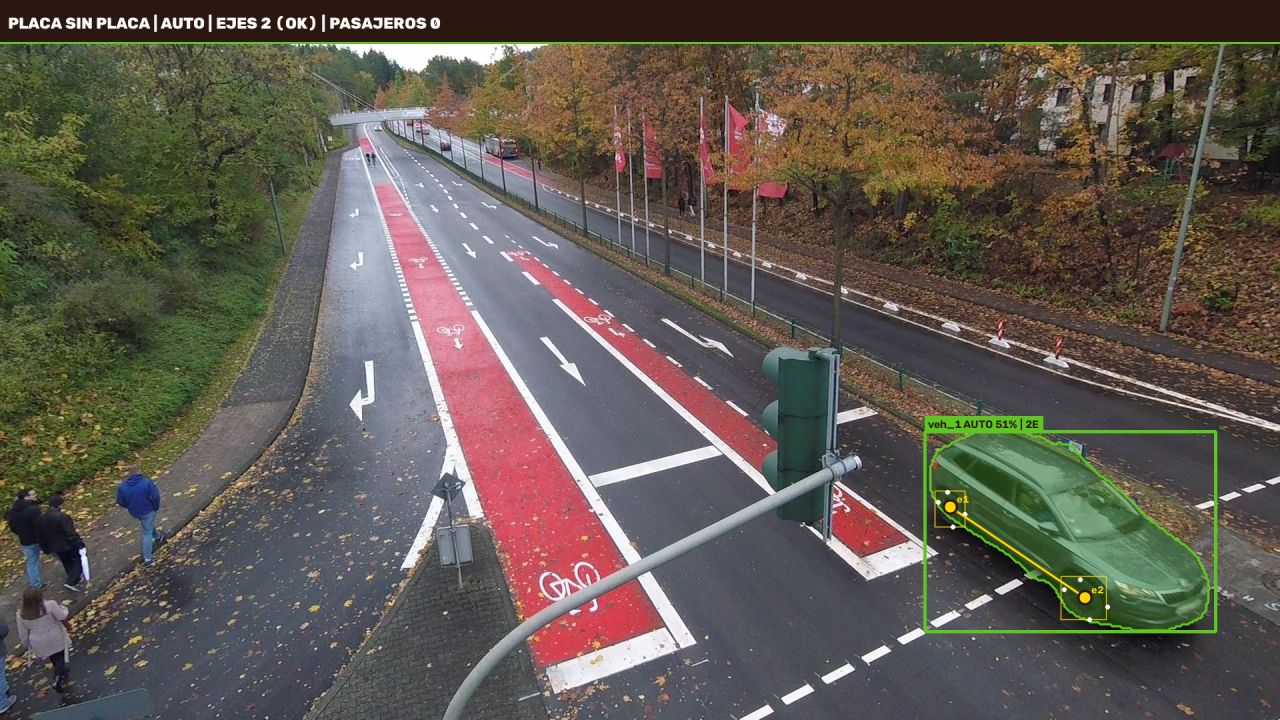 PLACA SIN PLACA | AUTO | EJES 2 (OK) | PASAJEROS 0
veh_1 AUTO 51% | 2E
e1
e2